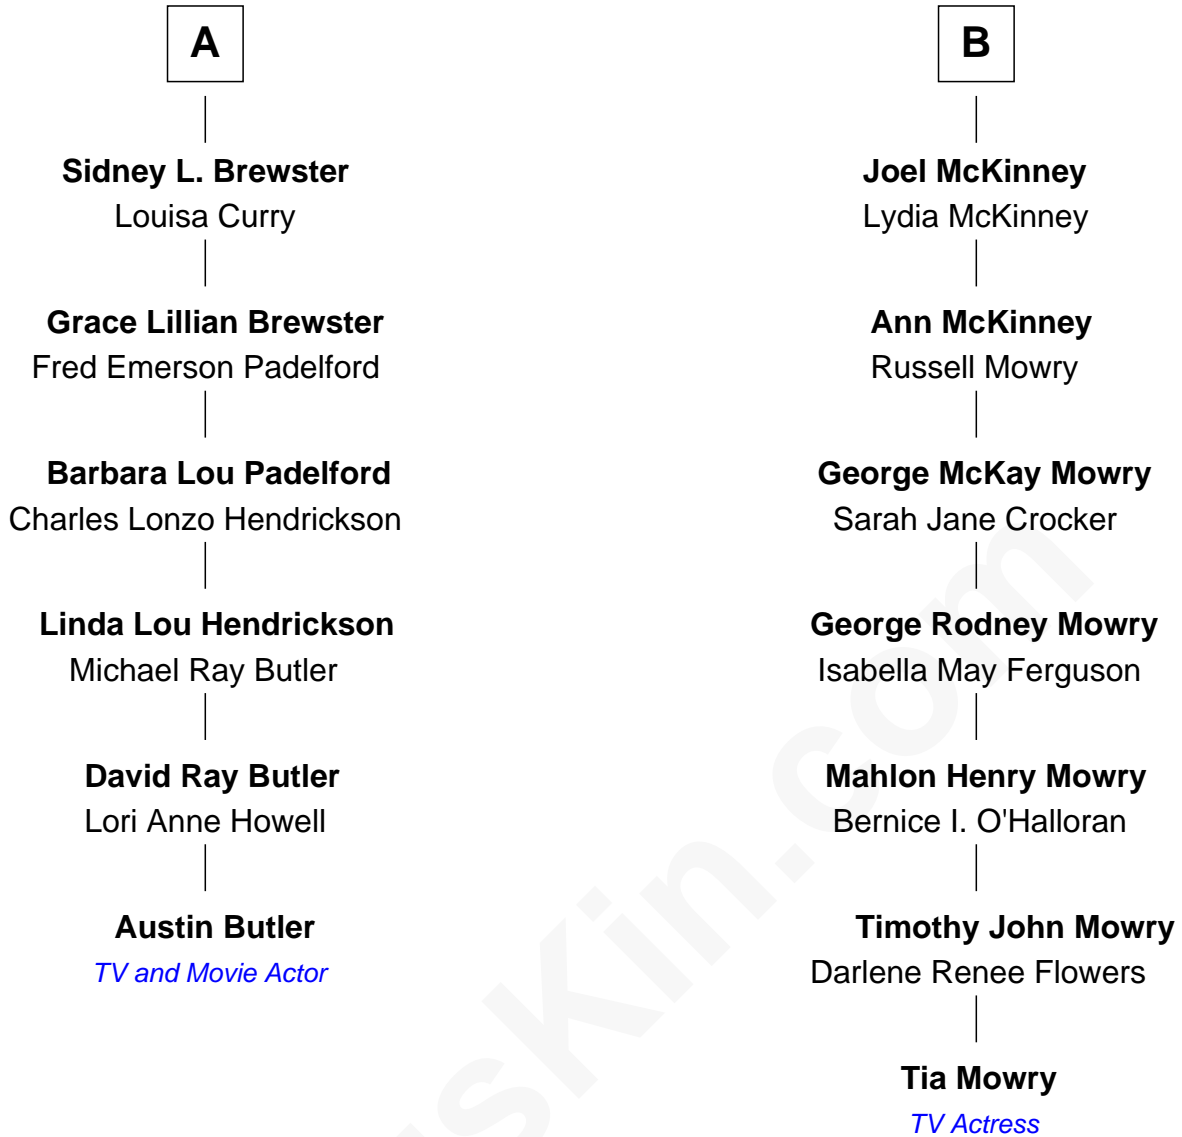 A
Sidney L. Brewster
Louisa Curry
Grace Lillian Brewster
Fred Emerson Padelford
Barbara Lou Padelford
Charles Lonzo Hendrickson
Linda Lou Hendrickson
Michael Ray Butler
David Ray Butler
Lori Anne Howell
Austin Butler
TV and Movie Actor
B
Joel McKinney
Lydia McKinney
Ann McKinney
Russell Mowry
George McKay Mowry
Sarah Jane Crocker
George Rodney Mowry
Isabella May Ferguson
Mahlon Henry Mowry
Bernice I. O'Halloran
Timothy John Mowry
Darlene Renee Flowers
Tia Mowry
TV Actress